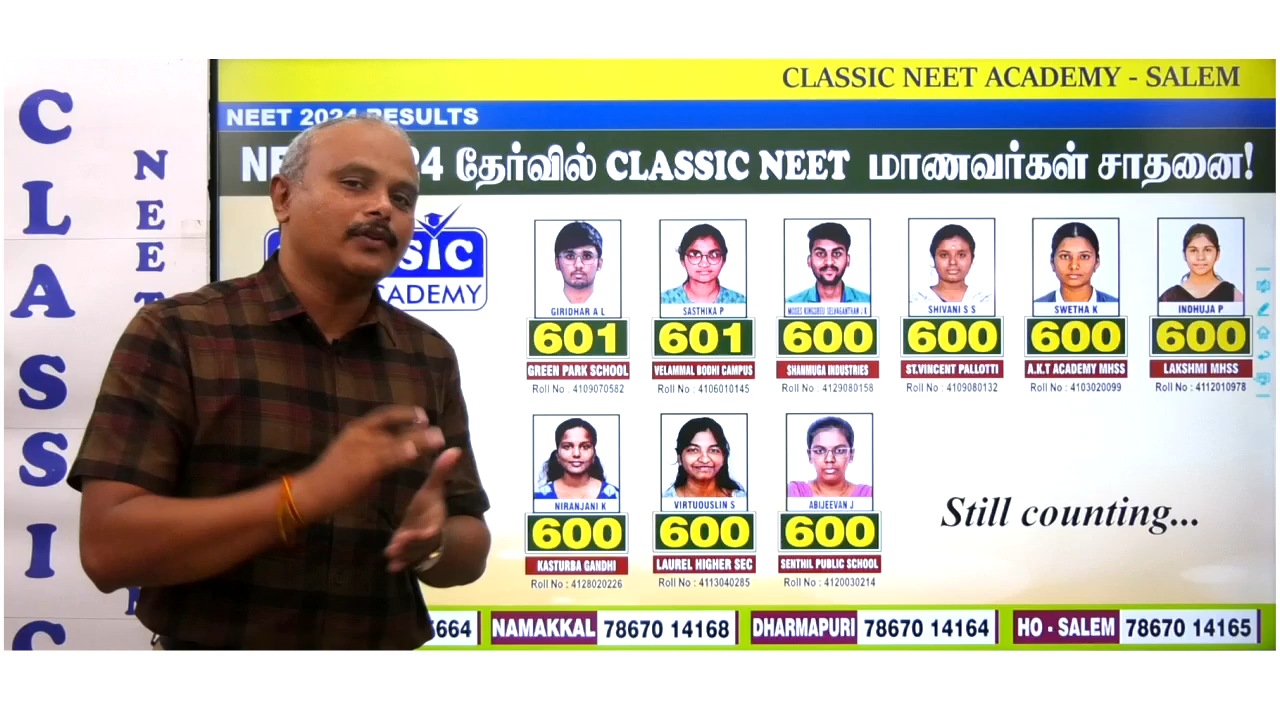 CLASSIC
NEET
CLASSIC NEET ACADEMY - SALEM
NEET 2024 RESULTS
தேர்வில் CLASSIC NEET மாணவர்கள் சாதனை!
ACADEMY
GIRIDHAR A L
601
GREEN PARK SCHOOL
Roll No : 4109070582
SASTHIKA P
601
VELAMMAL BODHI CAMPUS
Roll No : 4106010145
600
SHANMUGA INDUSTRIES
Roll No : 4129080158
SHIVANI S S
600
ST.VINCENT PALLOTTI
Roll No : 4109080132
SWETHA K
600
A.K.T ACADEMY MHSS
Roll No : 4103020099
INDHUJA P
600
LAKSHMI MHSS
Roll No : 4112010978
NIRANJANI K
600
KASTURBA GANDHI
Roll No : 4128020226
VIRTUOUSLIN S
600
LAUREL HIGHER SEC
Roll No : 4113040285
ABIJEEVAN J
600
SENTHIL PUBLIC SCHOOL
Roll No : 4120030214
Still counting...
5664 NAMAKKAL 78670 14168 DHARMAPURI 78670 14164 HO - SALEM 78670 14165